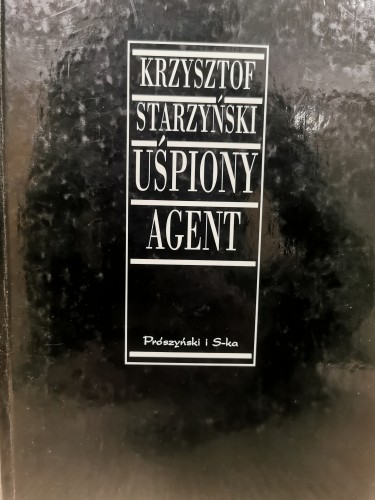 KRZYSZTOF
STARZYŃSKI
UŚPIONY
AGENT
Prószyński i S-ka